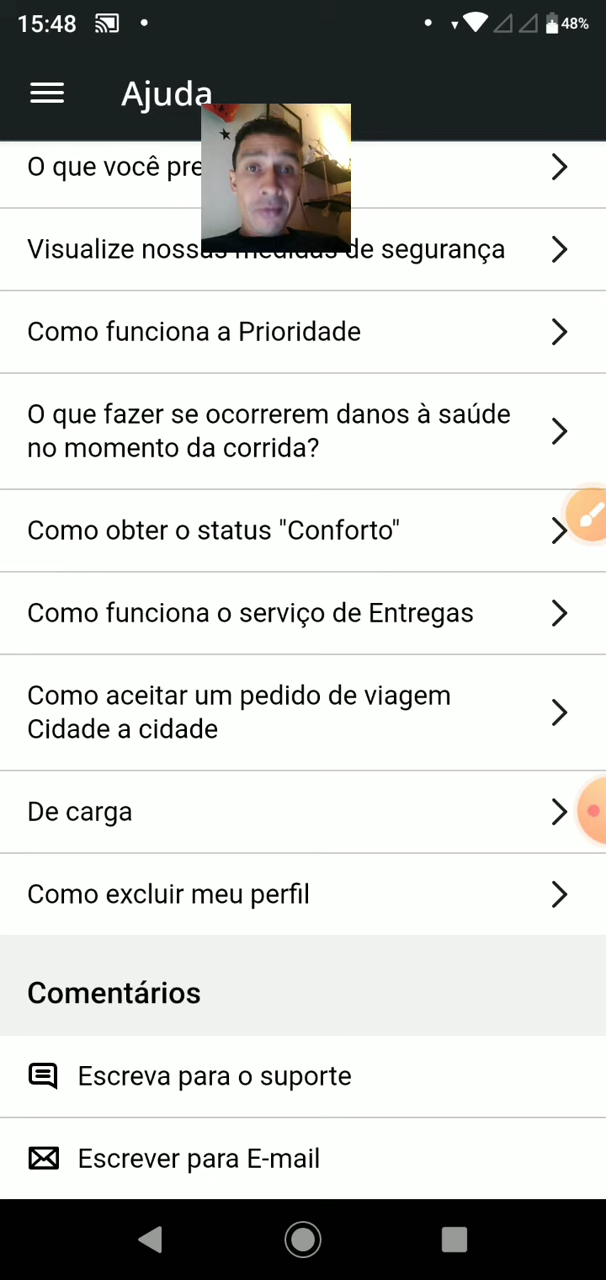 15:48
48%
Ajuda
O que você pre
Visualize nossas medidas de segurança
Como funciona a Prioridade
O que fazer se ocorrerem danos à saúde
no momento da corrida?
Como obter o status "Conforto"
Como funciona o serviço de Entregas
Como aceitar um pedido de viagem
Cidade a cidade
De carga
Como excluir meu perfil
Comentários
Escreva para o suporte
Escrever para E-mail